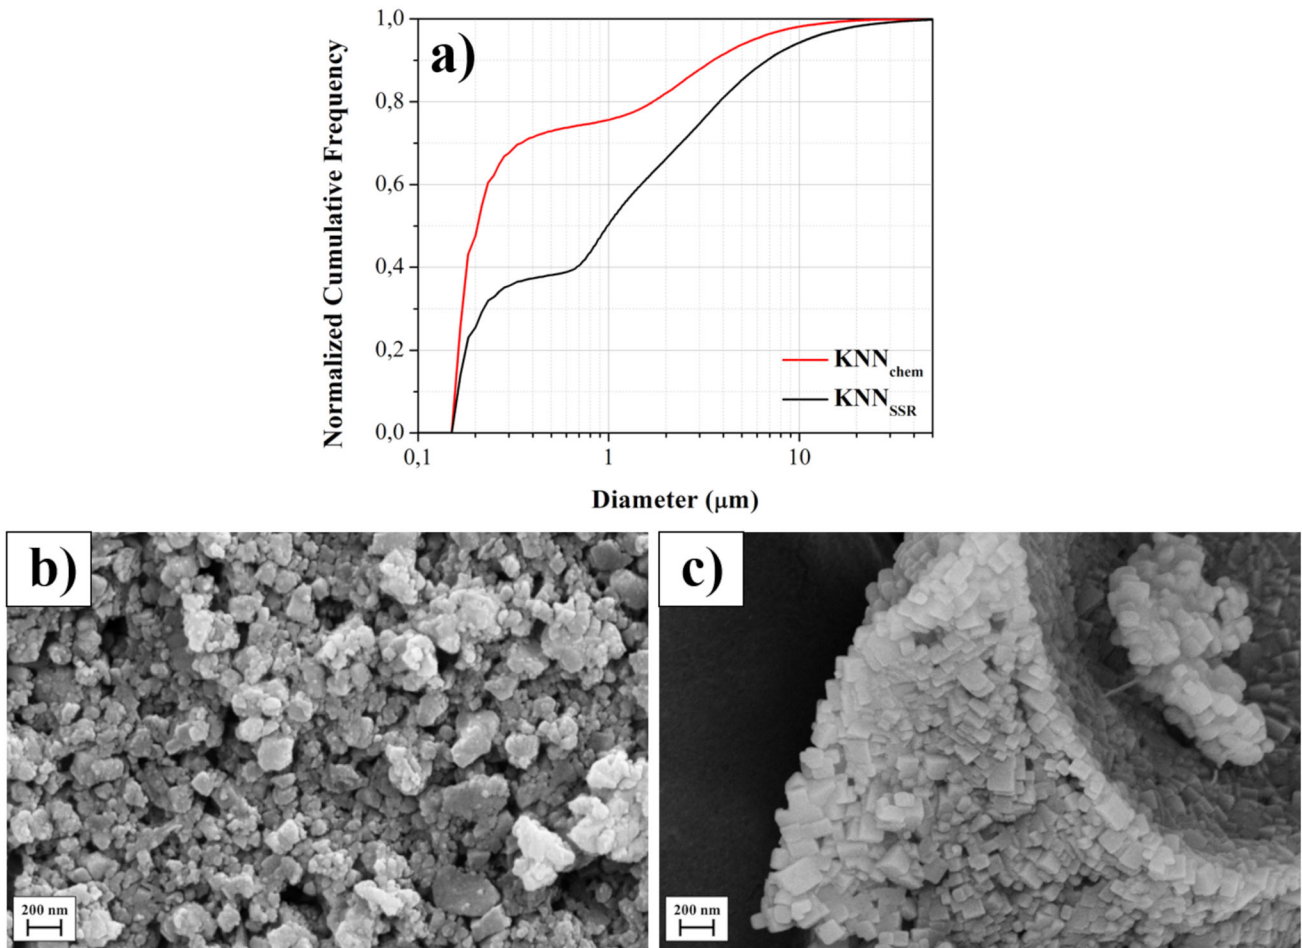 a)
Normalized Cumulative Frequency
1,0
0,8
0,6
0,4
0,2
0,0
KNNchem
KNNSSR
0,1 1 10
Diameter (μm)
b)
200 nm
c)
200 nm